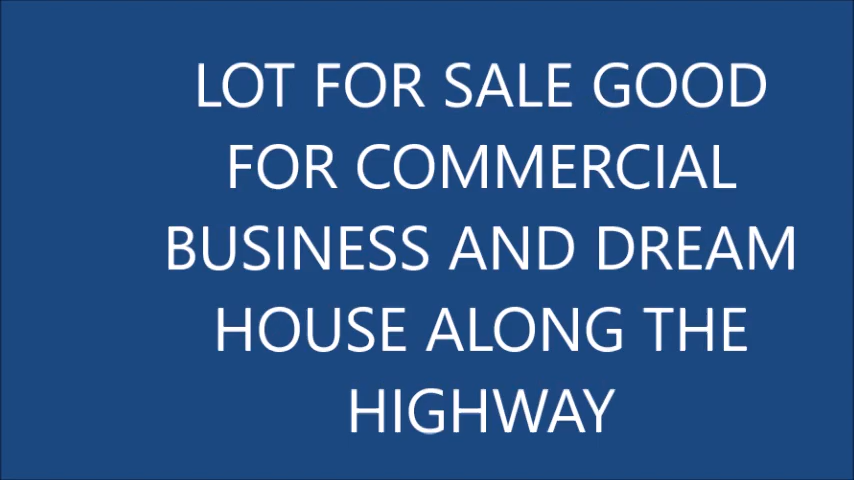 LOT FOR SALE GOOD
FOR COMMERCIAL
BUSINESS AND DREAM
HOUSE ALONG THE
HIGHWAY